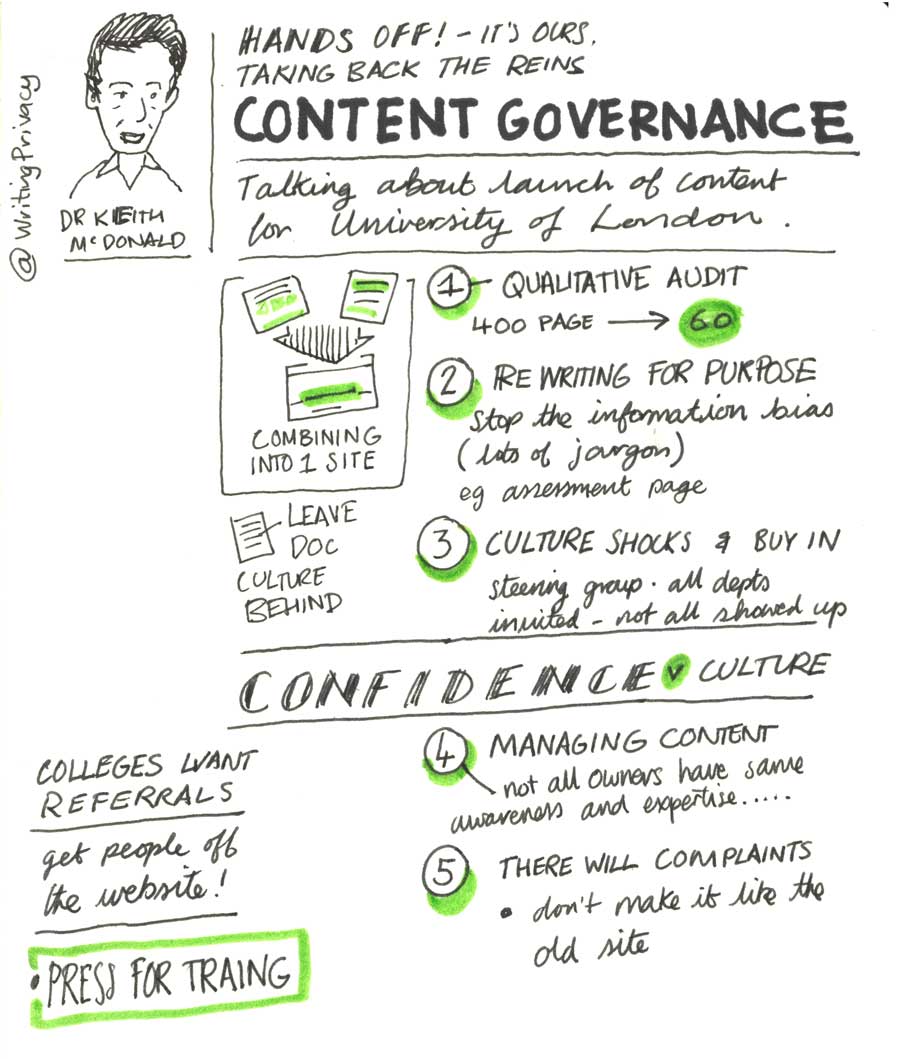 @WritingPrivacy
DR KEITH
McDONALD
HANDS OFF! - IT'S OURS,
TAKING BACK THE REINS
CONTENT GOVERNANCE
Talking about launch of content
for University of London.
COMBINING
INTO 1 SITE
1 - QUALITATIVE AUDIT
400 PAGE → 60
2 REWRITING FOR PURPOSE
stop the information bias
(lots of jargon)
eg assessment page
LEAVE
DOC
CULTURE
BEHIND
3 CULTURE SHOCKS & BUY IN
steering group · all depts
invited - not all showed up
CONFIDENCE v CULTURE
4 MANAGING CONTENT
not all owners have same
awareness and expertise.....
5 THERE WILL COMPLAINTS
• don't make it like the
old site
COLLEGES WANT
REFERRALS
get people off
the website!
• PRESS FOR TRAING